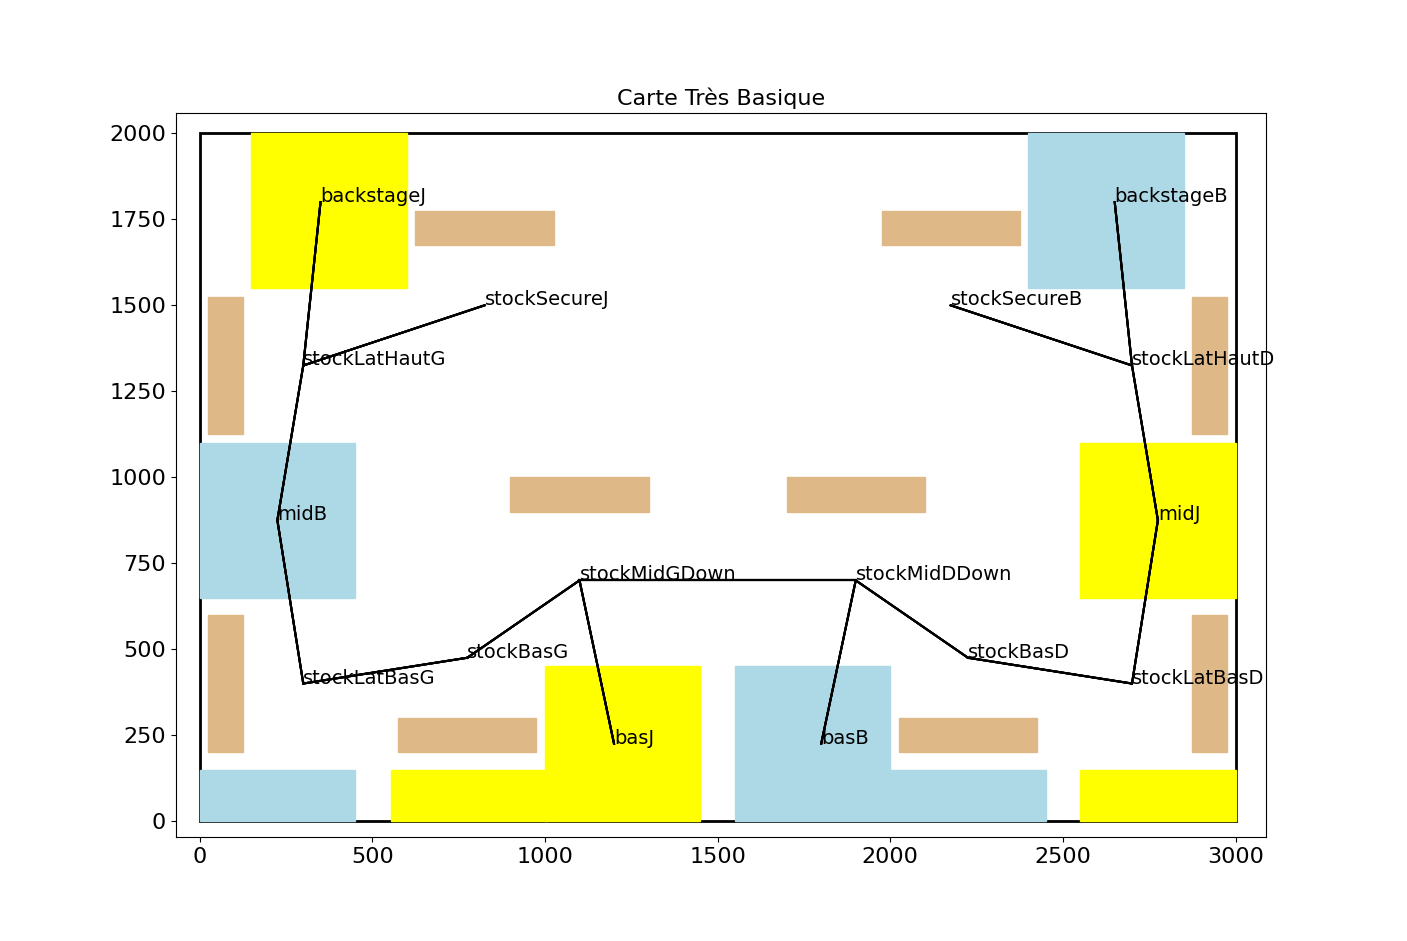 Carte Très Basique
2000
1750
1500
1250
1000
750
500
250
0
backstageJ
backstageB
stockSecureJ
stockSecureB
stockLatHautG
stockLatHautD
midB
midJ
stockMidGDown
stockMidDDown
stockBasG
stockBasD
stockLatBasG
stockLatBasD
basJ
basB
0
500
1000
1500
2000
2500
3000